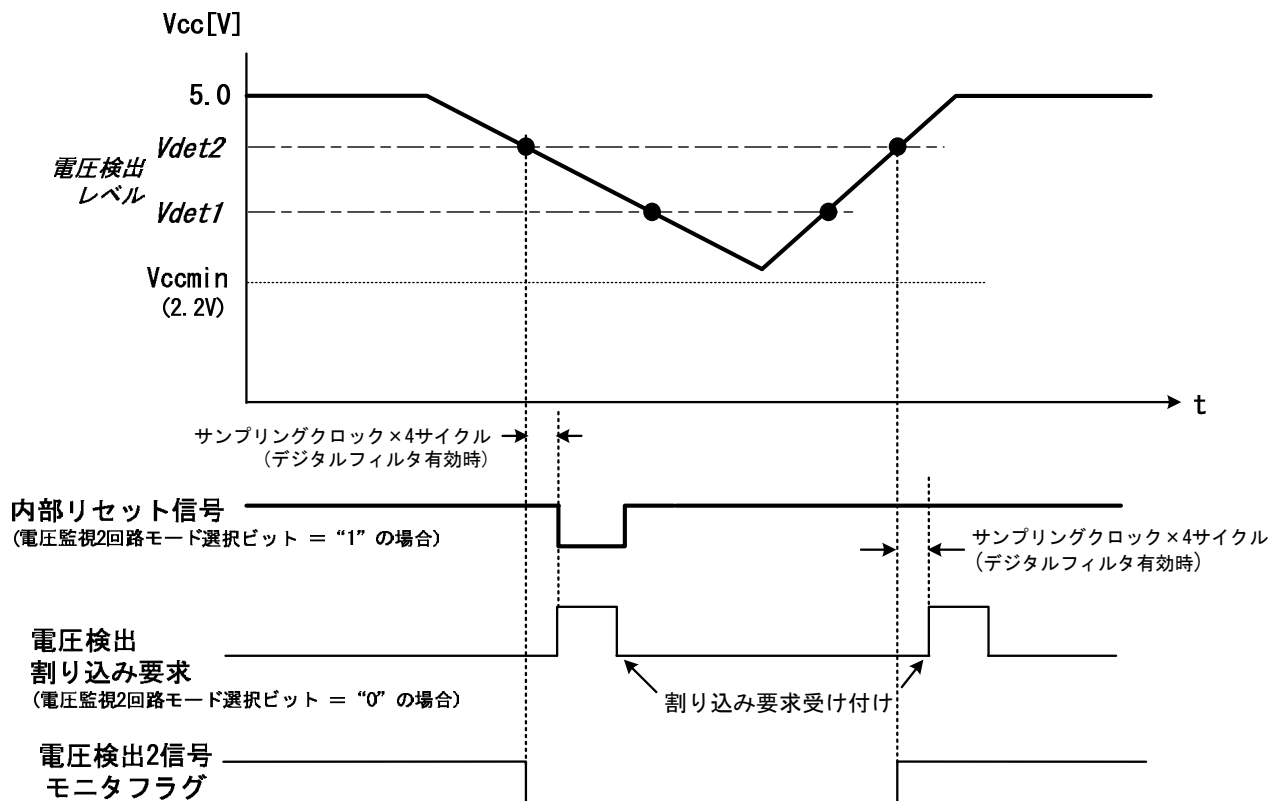 Vcc[V]
5.0
Vdet2
電圧検出
レベル
Vdet1
Vccmin
(2.2V)
t
サンプリングクロック×4サイクル
(デジタルフィルタ有効時)
内部リセット信号
(電圧監視2回路モード選択ビット = “1” の場合)
サンプリングクロック×4サイクル
(デジタルフィルタ有効時)
電圧検出
割り込み要求
(電圧監視2回路モード選択ビット = “0” の場合)
割り込み要求受け付け
電圧検出2信号
モニタフラグ